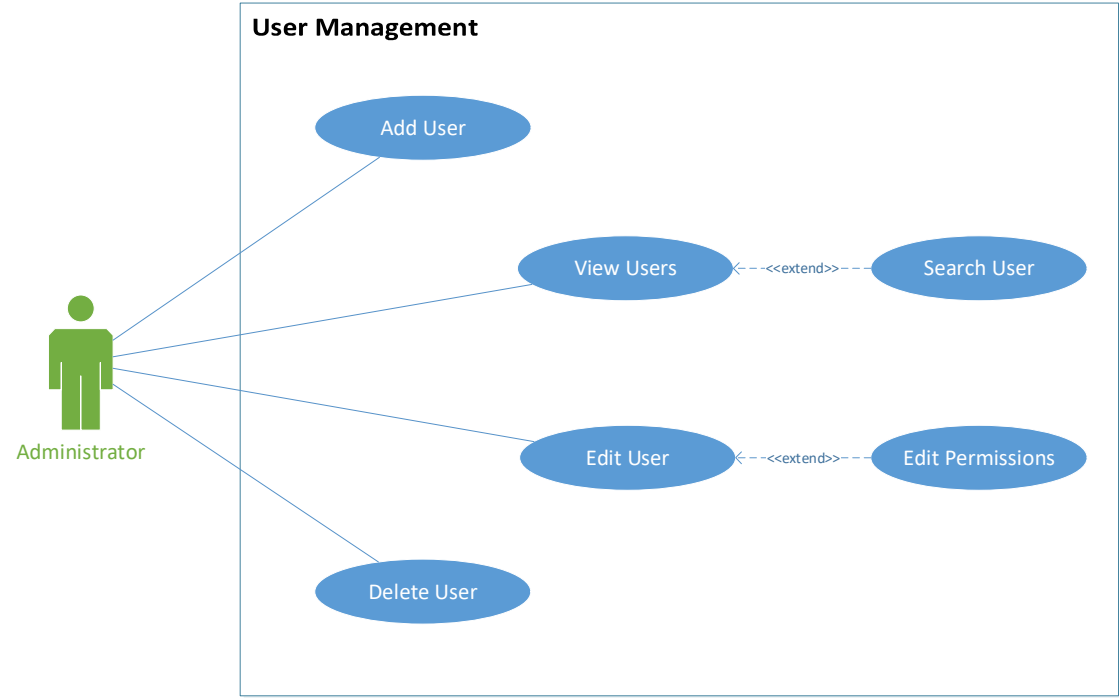 User Management
Add User
View Users
<<extend>>
Search User
Administrator
Edit User
<<extend>>
Edit Permissions
Delete User